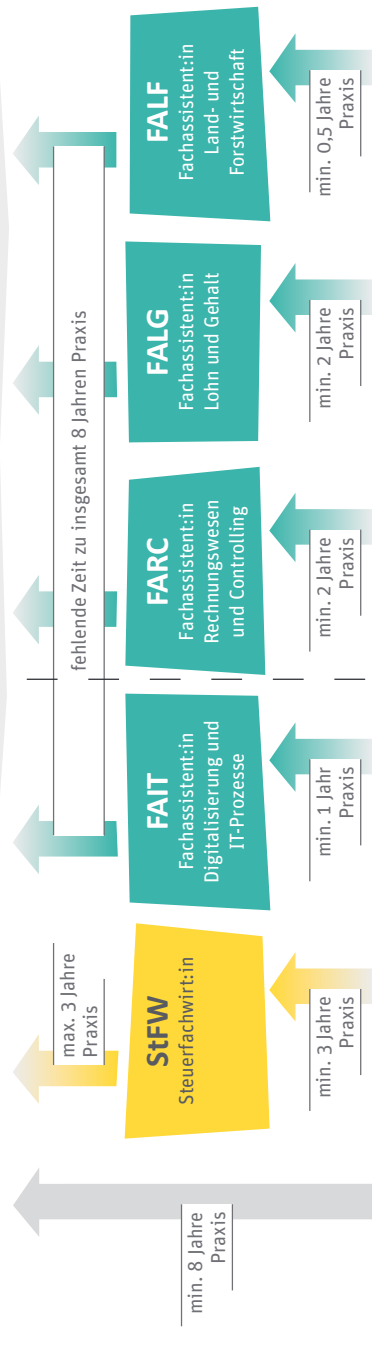 min. 8 Jahre
Praxis
max. 3 Jahre
Praxis
fehlende Zeit zu insgesamt 8 Jahren Praxis
StFW
Steuerfachwirt:in
FAIT
Fachassistent:in
Digitalisierung und
IT-Prozesse
FARC
Fachassistent:in
Rechnungswesen
und Controlling
FALG
Fachassistent:in
Lohn und Gehalt
FALF
Fachassistent:in
Land- und
Forstwirtschaft
min. 3 Jahre
Praxis
min. 1 Jahr
Praxis
min. 2 Jahre
Praxis
min. 2 Jahre
Praxis
min. 0,5 Jahre
Praxis